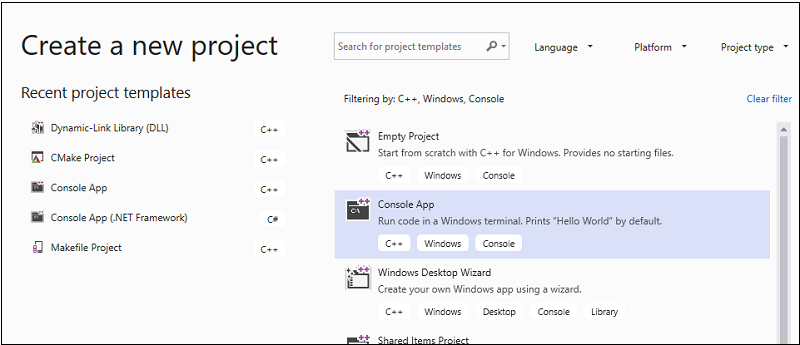 Create a new project
Search for project templates
Language
Platform
Project type
Recent project templates
Dynamic-Link Library (DLL) C++
CMake Project C++
Console App C++
Console App (.NET Framework) C#
Makefile Project C++
Filtering by: C++, Windows, Console
Clear filter
Empty Project
Start from scratch with C++ for Windows. Provides no starting files.
C++ Windows Console
Console App
Run code in a Windows terminal. Prints "Hello World" by default.
C++ Windows Console
Windows Desktop Wizard
Create your own Windows app using a wizard.
C++ Windows Desktop Console Library
Shared Items Project